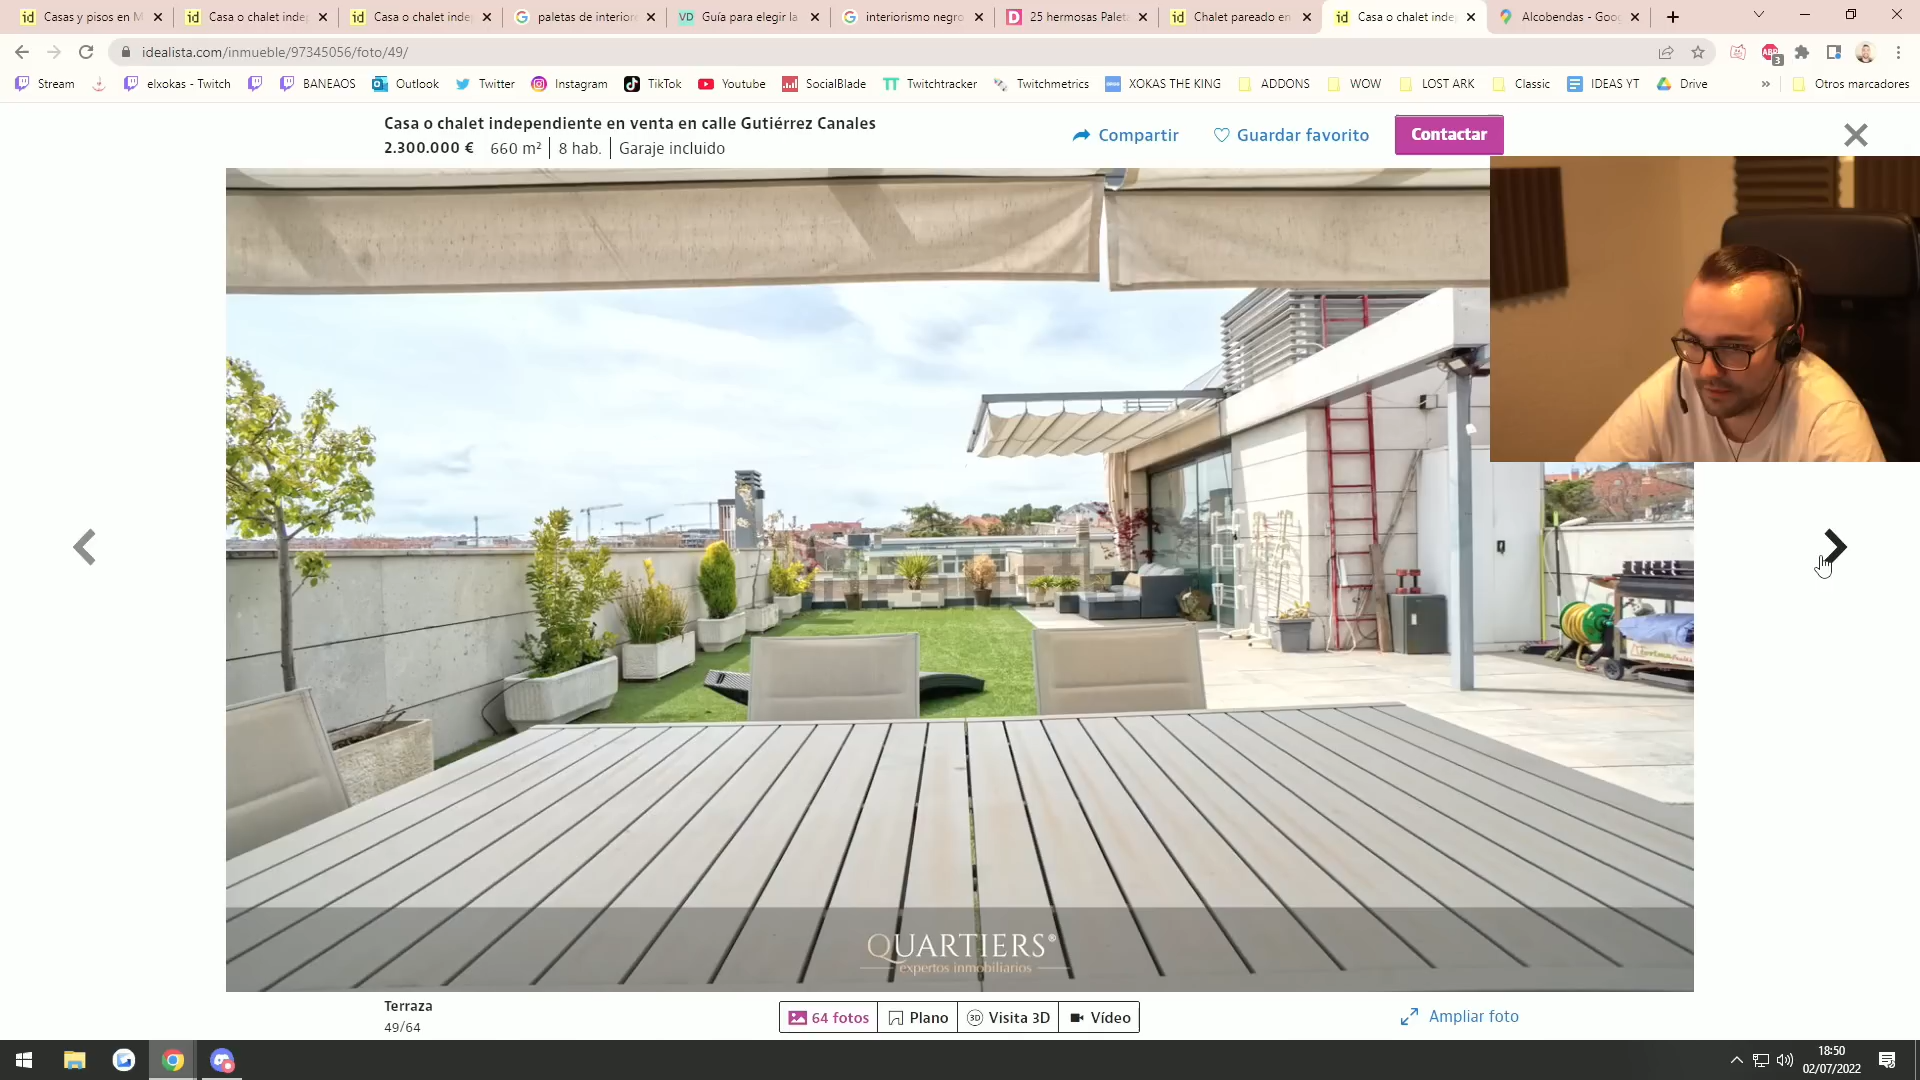 Casas y pisos en M
Casa o chalet inde
Casa o chalet inde
paletas de interior
Guía para elegir la
interiorismo negro
25 hermosas Palet
Chalet pareado en
Casa o chalet inde
Alcobendas - Goo
idealista.com/inmueble/97345056/foto/49/
ABP
3
Stream
elxokas - Twitch
BANEAOS
Outlook
Twitter
Instagram
TikTok
Youtube
SocialBlade
Twitchtracker
Twitchmetrics
XOKAS THE KING
ADDONS
WOW
LOST ARK
Classic
IDEAS YT
Drive
»
Otros marcadores
Casa o chalet independiente en venta en calle Gutiérrez Canales
2.300.000 € 660 m² 8 hab. Garaje incluido
Compartir
Guardar favorito
Contactar
QUARTIERS®
expertos inmobiliarios
Terraza
49/64
64 fotos
Plano
3D Visita 3D
Vídeo
Ampliar foto
18:50
02/07/2022